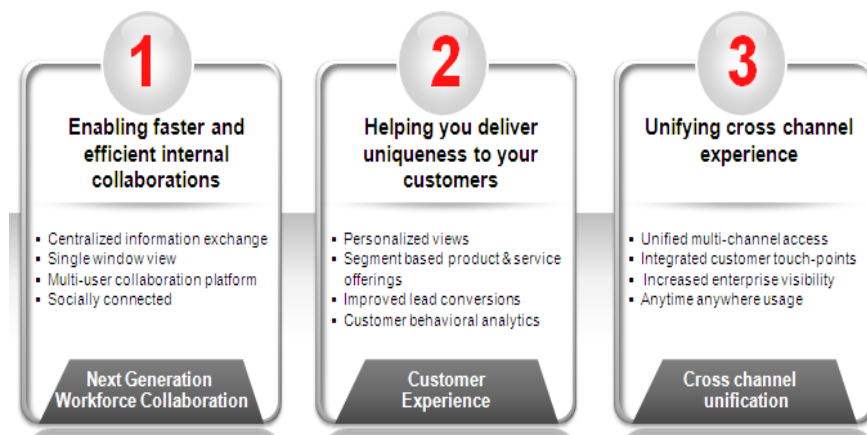 1
Enabling faster and
efficient internal
collaborations
▪ Centralized information exchange
▪ Single window view
▪ Multi-user collaboration platform
▪ Socially connected
Next Generation
Workforce Collaboration
2
Helping you deliver
uniqueness to your
customers
▪ Personalized views
▪ Segment based product & service
offerings
▪ Improved lead conversions
▪ Customer behavioral analytics
Customer
Experience
3
Unifying cross channel
experience
▪ Unified multi-channel access
▪ Integrated customer touch-points
▪ Increased enterprise visibility
▪ Anytime anywhere usage
Cross channel
unification